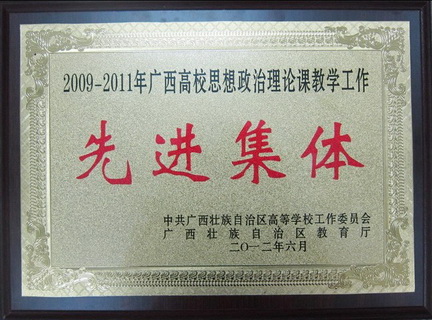 2009-2011年广西高校思想政治理论课教学工作
先进集体
中共广西壮族自治区高等学校工作委员会
广西壮族自治区教育厅
二〇一二年六月